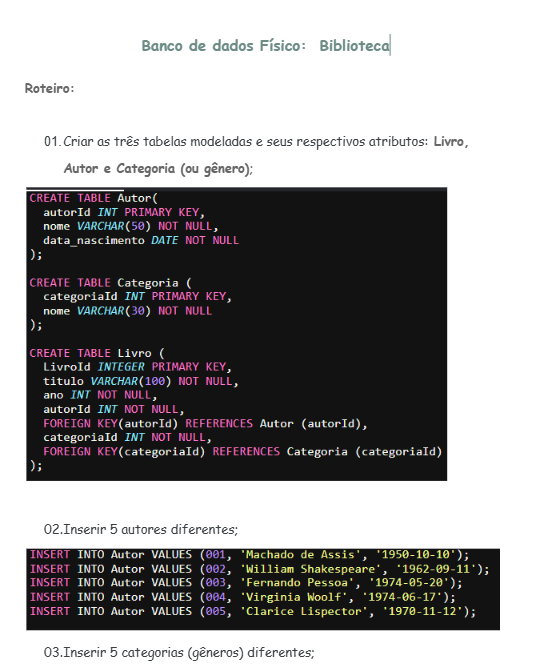 Banco de dados Físico: Biblioteca
Roteiro:
01. Criar as três tabelas modeladas e seus respectivos atributos: Livro,
Autor e Categoria (ou gênero);
CREATE TABLE Autor(
autorId INT PRIMARY KEY,
nome VARCHAR(50) NOT NULL,
data_nascimento DATE NOT NULL
);
CREATE TABLE Categoria (
categoriaId INT PRIMARY KEY,
nome VARCHAR(30) NOT NULL
);
CREATE TABLE Livro (
LivroId INTEGER PRIMARY KEY,
titulo VARCHAR(100) NOT NULL,
ano INT NOT NULL,
autorId INT NOT NULL,
FOREIGN KEY(autorId) REFERENCES Autor (autorId),
categoriaId INT NOT NULL,
FOREIGN KEY(categoriaId) REFERENCES Categoria (categoriaId)
);
02.Inserir 5 autores diferentes;
INSERT INTO Autor VALUES (001, 'Machado de Assis', '1950-10-10');
INSERT INTO Autor VALUES (002, 'William Shakespeare', '1962-09-11');
INSERT INTO Autor VALUES (003, 'Fernando Pessoa', '1974-05-20');
INSERT INTO Autor VALUES (004, 'Virginia Woolf', '1974-06-17');
INSERT INTO Autor VALUES (005, 'Clarice Lispector', '1970-11-12');
03.Inserir 5 categorias (gêneros) diferentes;